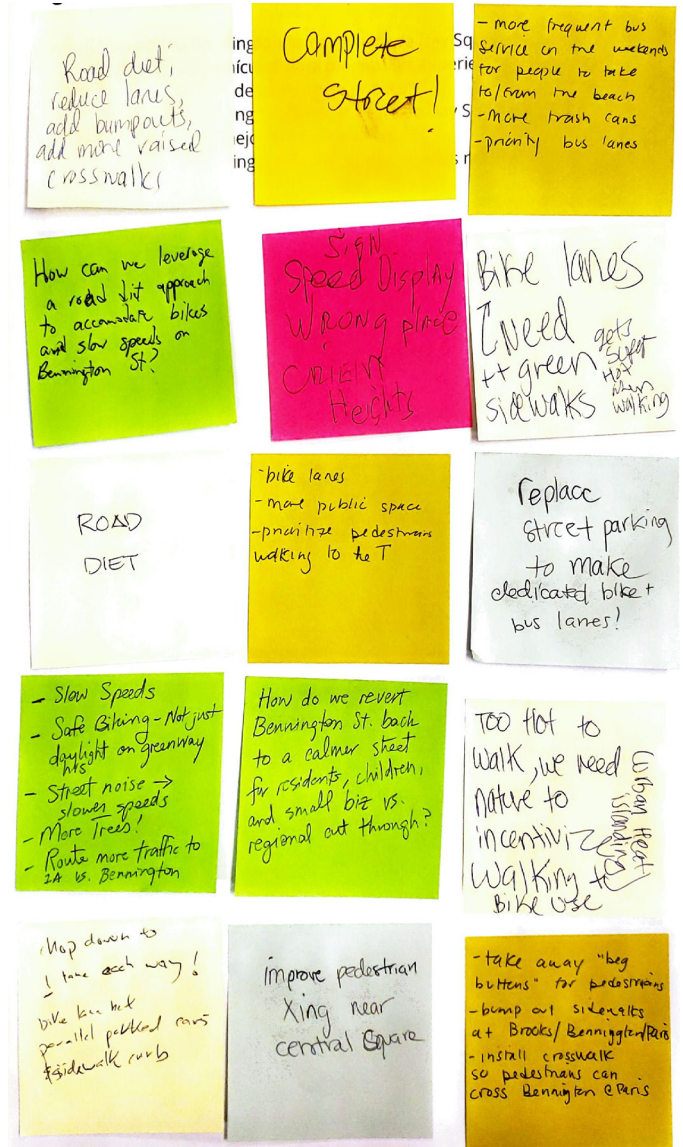 Road diet,
reduce lanes,
add bumpouts,
add more raised
crosswalks
Complete
street!
- more frequent bus
service on the weekends
for people to take
to/from the beach
- More trash cans
- priority bus lanes
How can we leverage
a road diit approach
to accomodate bikes
and slow speeds on
Bennington St?
Sign
Speed Display
WRONG place
ORIENT
Heights
Bike lanes
Need
++ green
sidewalks
gets
super
Hot
when
walking
ROAD
DIET
- bike lanes
- more public space
- prioritize pedestrians
walking to the T
replace
street parking
to make
dedicated bike +
bus lanes!
- Slow Speeds
- Safe Biking - Not just
daylight on greenway
hrs
- Street noise →
slower speeds
- More Trees!
- Route more traffic to
1A vs. Bennington
How do we revert
Bennington St. back
to a calmer street
for residents, children,
and small biz vs.
regional cut through?
TOO Hot to
walk, we need
nature to
incentivize
walking +
Bike use
(urban Heat
islanding)
down to
1 lane each way!
bike lane bet
parallel parked cars
& sidewalk curb
improve pedestrian
Xing near
central Square
- take away "beg
buttons" for pedestrians
- bump out sidewalks
at Brooks/Bennington/Paris
- install crosswalk
so pedestrians can
cross Bennington @ Paris